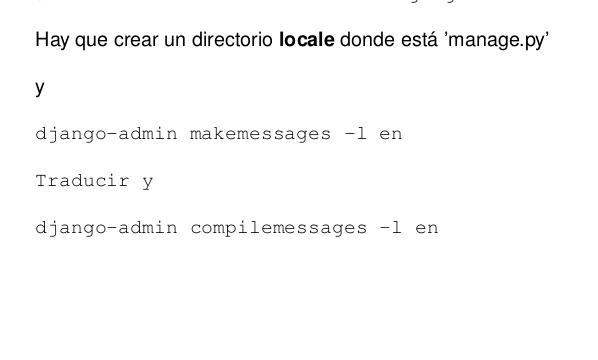 Hay que crear un directorio locale donde está 'manage.py'
y
django-admin makemessages -l en
Traducir y
django-admin compilemessages -l en